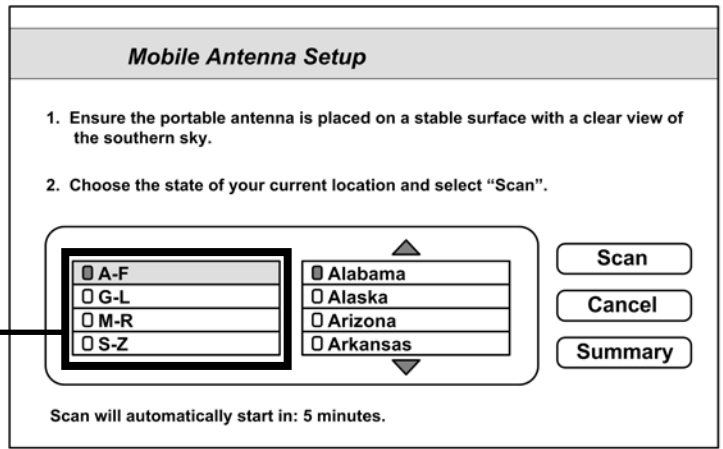 Mobile Antenna Setup
1. Ensure the portable antenna is placed on a stable surface with a clear view of
the southern sky.
2. Choose the state of your current location and select “Scan”.
A-F
G-L
M-R
S-Z
Alabama
Alaska
Arizona
Arkansas
Scan
Cancel
Summary
Scan will automatically start in: 5 minutes.